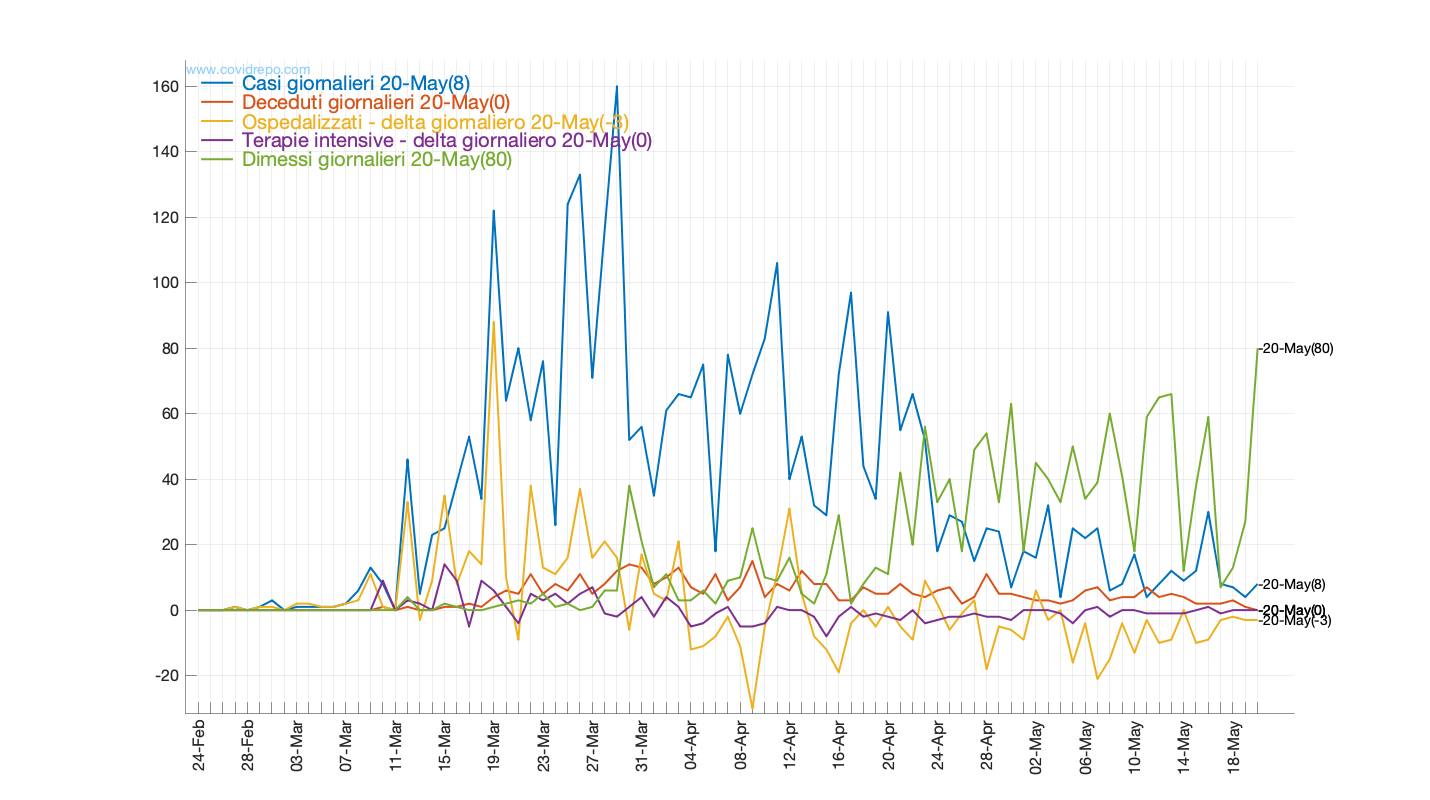 www.covidrepo.com
Casi giornalieri 20-May(8)
Deceduti giornalieri 20-May(0)
Ospedalizzati - delta giornaliero 20-May(-3)
Terapie intensive - delta giornaliero 20-May(0)
Dimessi giornalieri 20-May(80)
160
140
120
100
80
60
40
20
0
-20
-20-May(80)
-20-May(8)
-20-May(0)
-20-May(0)
-20-May(-3)
24-Feb
28-Feb
03-Mar
07-Mar
11-Mar
15-Mar
19-Mar
23-Mar
27-Mar
31-Mar
04-Apr
08-Apr
12-Apr
16-Apr
20-Apr
24-Apr
28-Apr
02-May
06-May
10-May
14-May
18-May